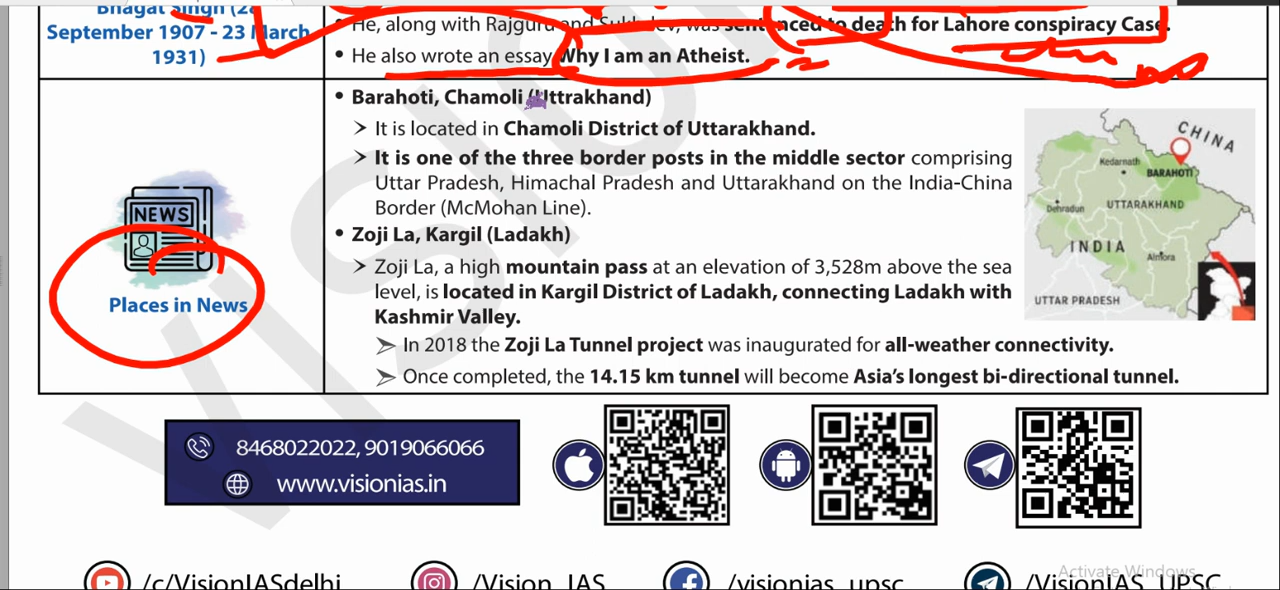 Bhagat Singh (28
September 1907 - 23 March
1931)
He, along with Rajguru and Sukhdev, was sentenced to death for Lahore conspiracy Case.
• He also wrote an essay Why I am an Atheist.
NEWS
Places in News
• Barahoti, Chamoli (Uttrakhand)
➢ It is located in Chamoli District of Uttarakhand.
➢ It is one of the three border posts in the middle sector comprising
Uttar Pradesh, Himachal Pradesh and Uttarakhand on the India-China
Border (McMohan Line).
• Zoji La, Kargil (Ladakh)
➢ Zoji La, a high mountain pass at an elevation of 3,528m above the sea
level, is located in Kargil District of Ladakh, connecting Ladakh with
Kashmir Valley.
➢ In 2018 the Zoji La Tunnel project was inaugurated for all-weather connectivity.
➢ Once completed, the 14.15 km tunnel will become Asia's longest bi-directional tunnel.
CHINA
Kedarnath
BARAHOTI
Dehradun
UTTARAKHAND
INDIA
Almora
UTTAR PRADESH
8468022022, 9019066066
www.visionias.in
/c/VisionIASdelhi
/Vision_IAS
/visionias_upsc
/VisionIAS_UPSC
Activate Windows